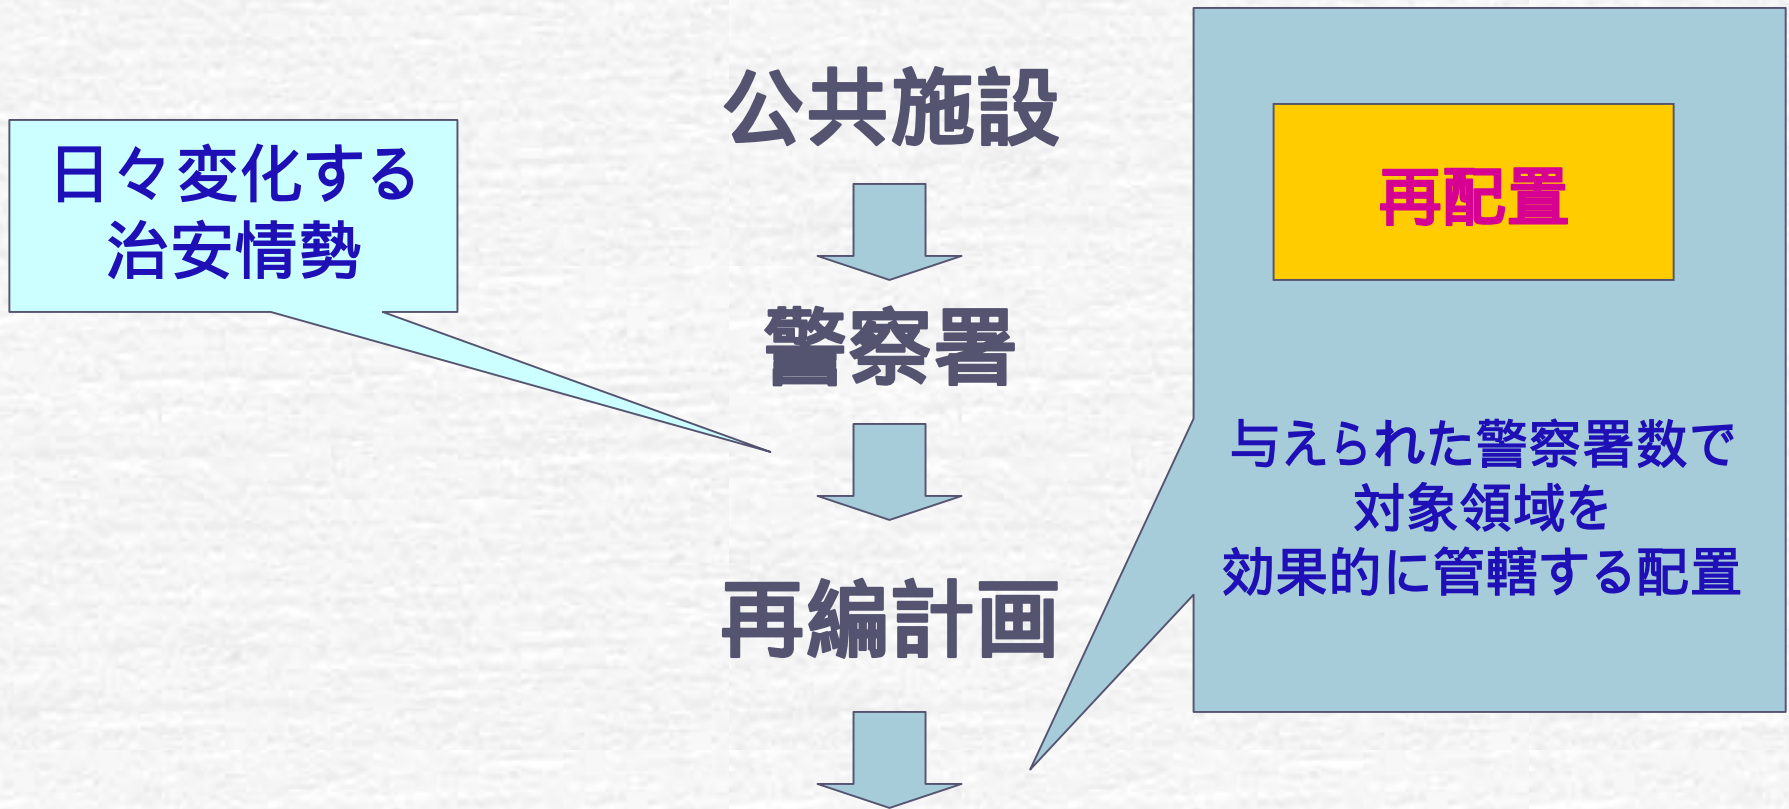 公共施設
日々変化する
治安情勢
警察署
再編計画
再配置
与えられた警察署数で
対象領域を
効果的に管轄する配置